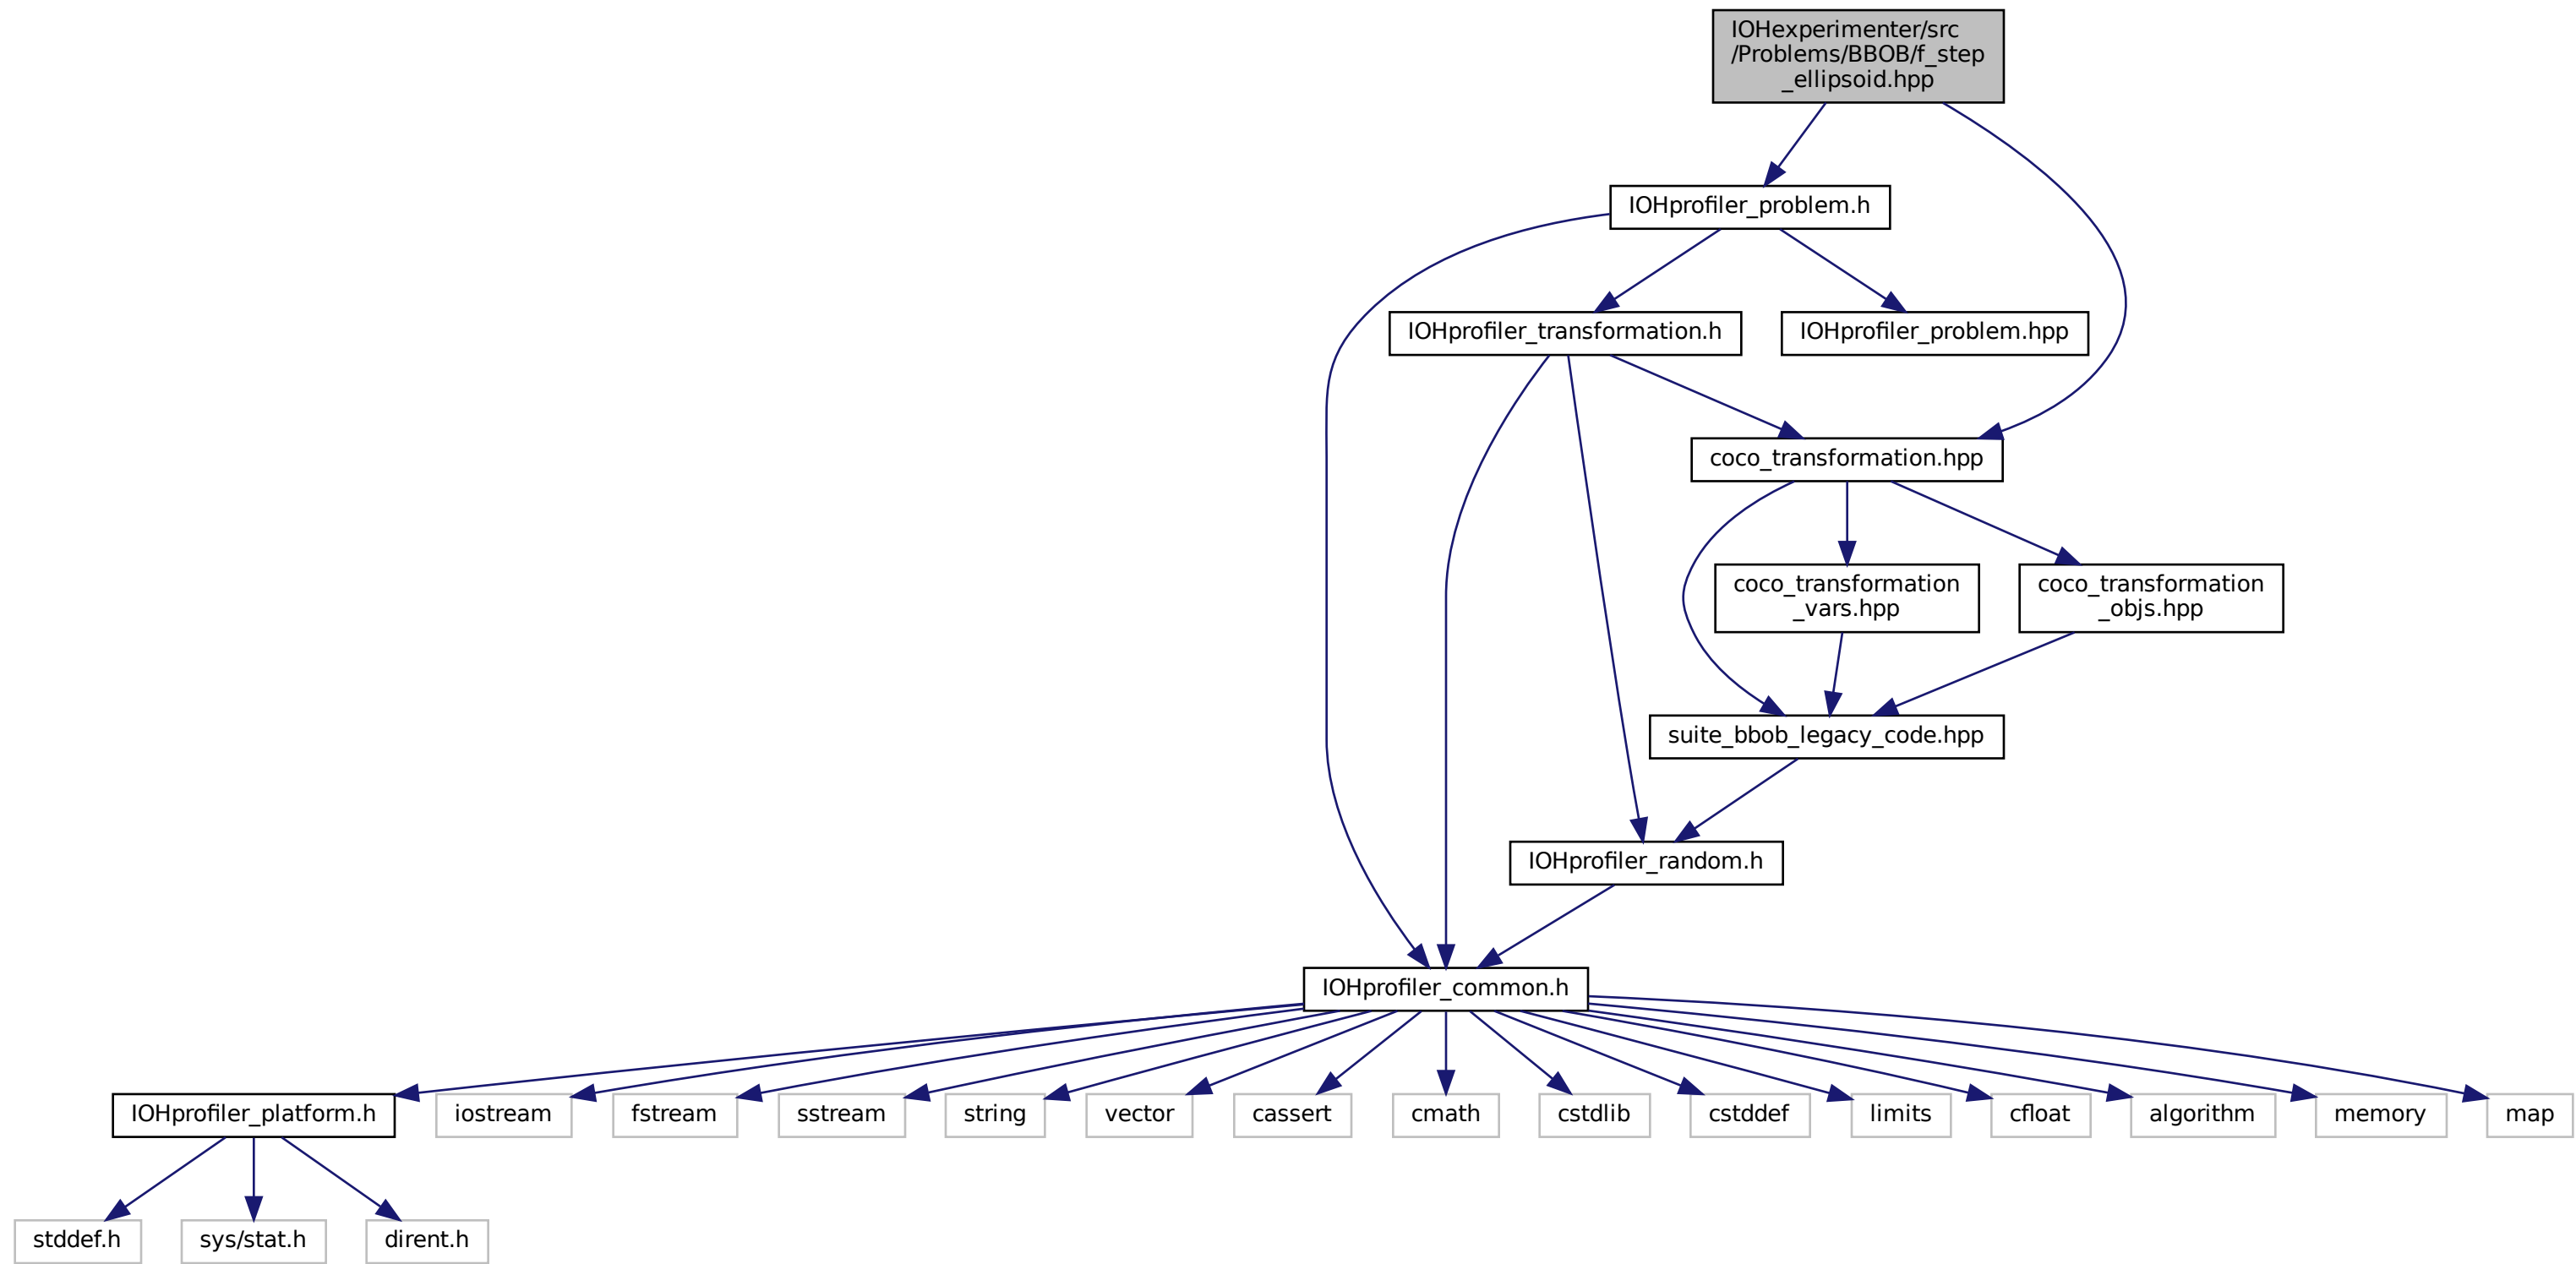 IOHexperimenter/src
/Problems/BBOB/f_step
_ellipsoid.hpp
IOHprofiler_problem.h
IOHprofiler_transformation.h
IOHprofiler_problem.hpp
coco_transformation.hpp
coco_transformation
_vars.hpp
coco_transformation
_objs.hpp
suite_bbob_legacy_code.hpp
IOHprofiler_random.h
IOHprofiler_common.h
IOHprofiler_platform.h
iostream
fstream
sstream
string
vector
cassert
cmath
cstdlib
cstddef
limits
cfloat
algorithm
memory
map
stddef.h
sys/stat.h
dirent.h